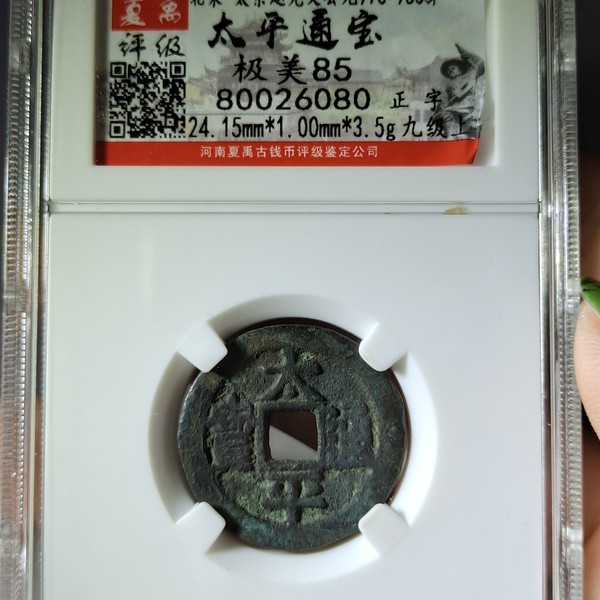 夏禹
评级
太平通宝
极美85
80026080 正字
24.15mm*1.00mm*3.5g 九级上
河南夏禹古钱币评级鉴定公司
太
寶 通
平